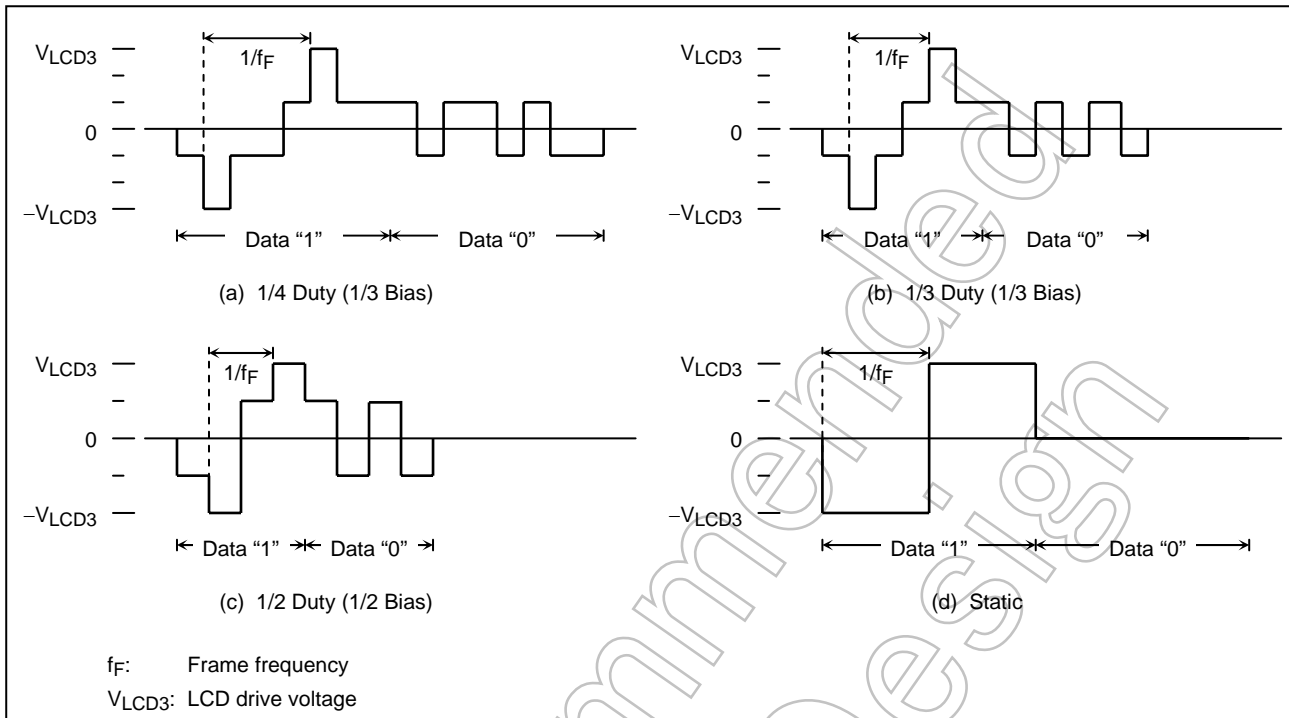 VLCD3
0
−VLCD3
1/fF
Data “1”
Data “0”
(a) 1/4 Duty (1/3 Bias)
VLCD3
0
−VLCD3
1/fF
Data “1”
Data “0”
(b) 1/3 Duty (1/3 Bias)
VLCD3
0
−VLCD3
1/fF
Data “1”
Data “0”
(c) 1/2 Duty (1/2 Bias)
VLCD3
0
−VLCD3
1/fF
Data “1”
Data “0”
(d) Static
fF: Frame frequency
VLCD3: LCD drive voltage
mmended
Design